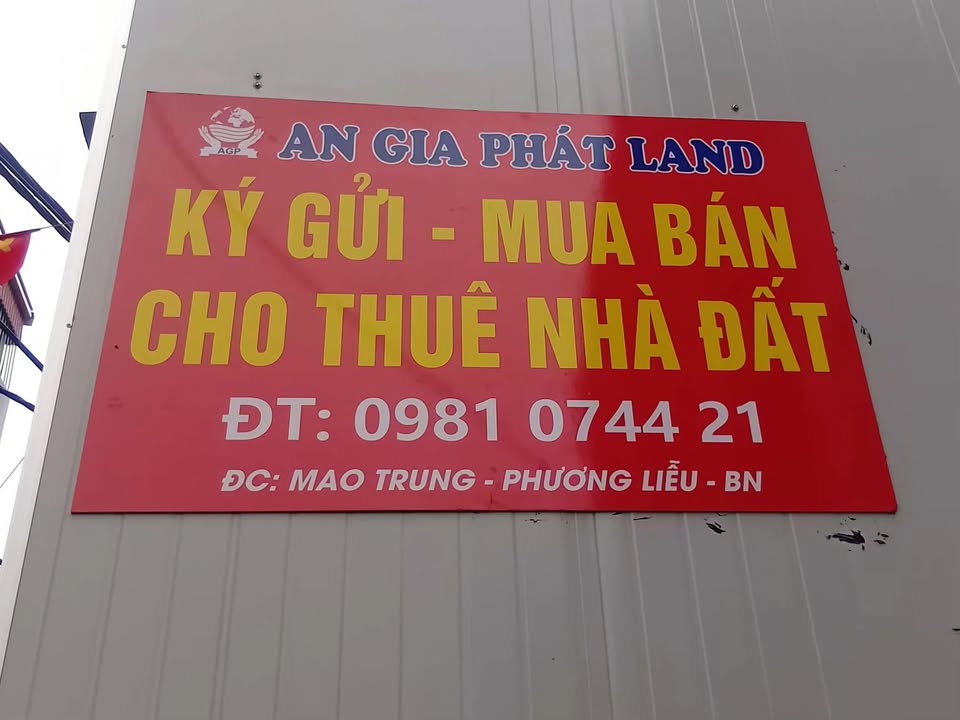 AGP
AN GIA PHÁT LAND
KÝ GỬI - MUA BÁN
CHO THUÊ NHÀ ĐẤT
ĐT: 0981 0744 21
ĐC: MAO TRUNG - PHƯƠNG LIỄU - BN